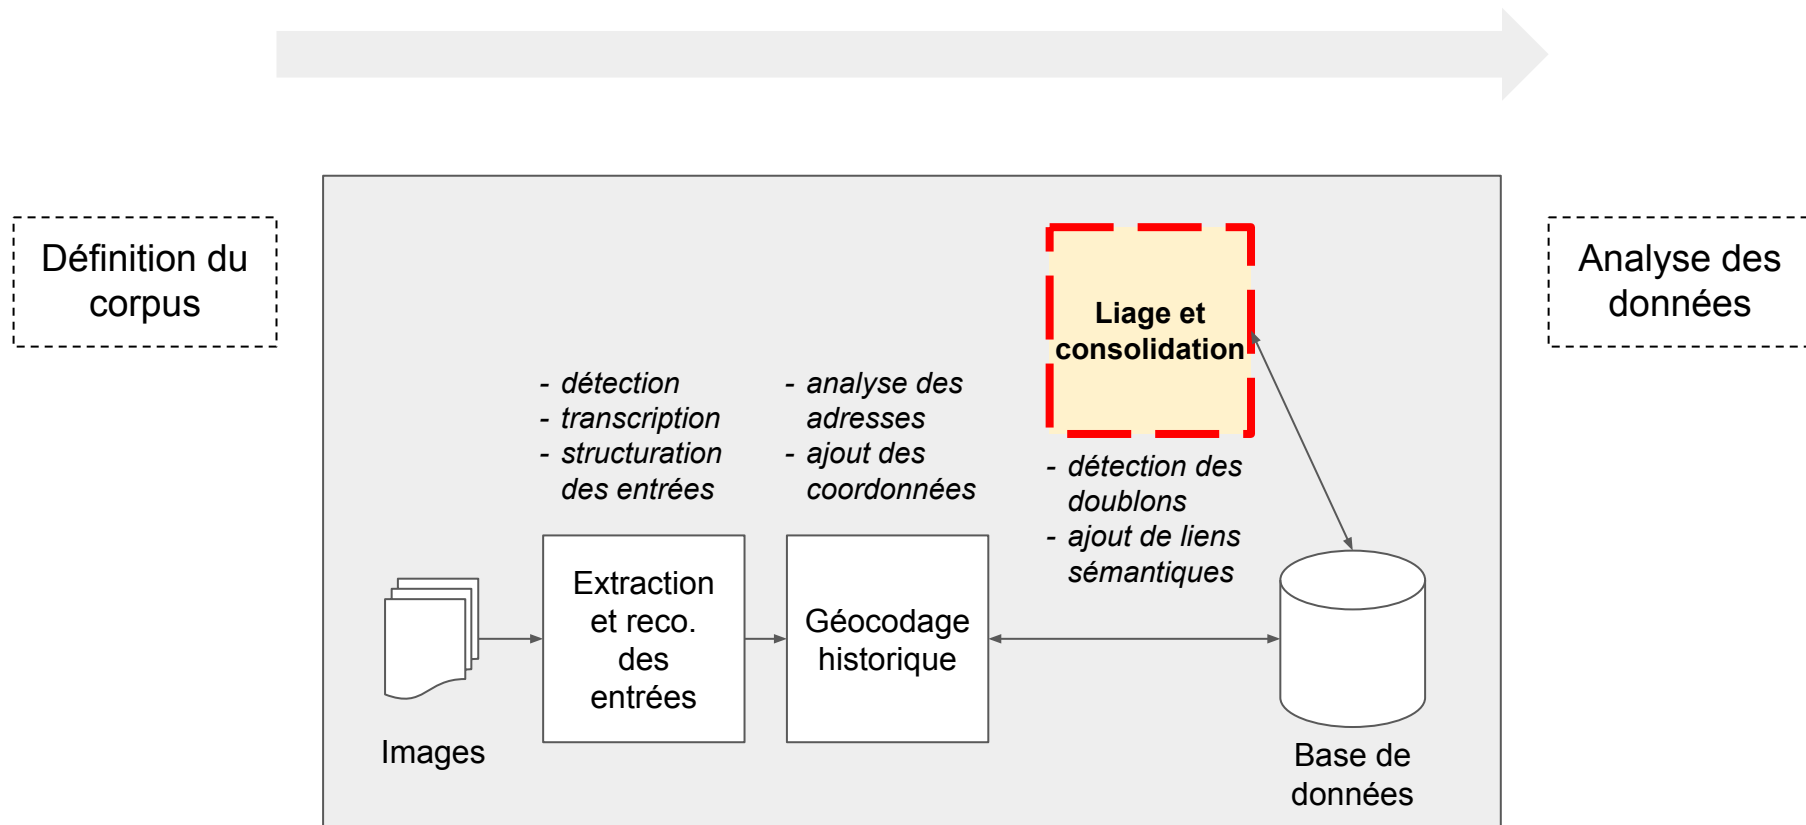 Définition du
corpus
- détection
- transcription
- structuration
des entrées
- analyse des
adresses
- ajout des
coordonnées
Liage et
consolidation
- détection des
doublons
- ajout de liens
sémantiques
Images
Extraction
et reco.
des
entrées
Géocodage
historique
Base de
données
Analyse des
données